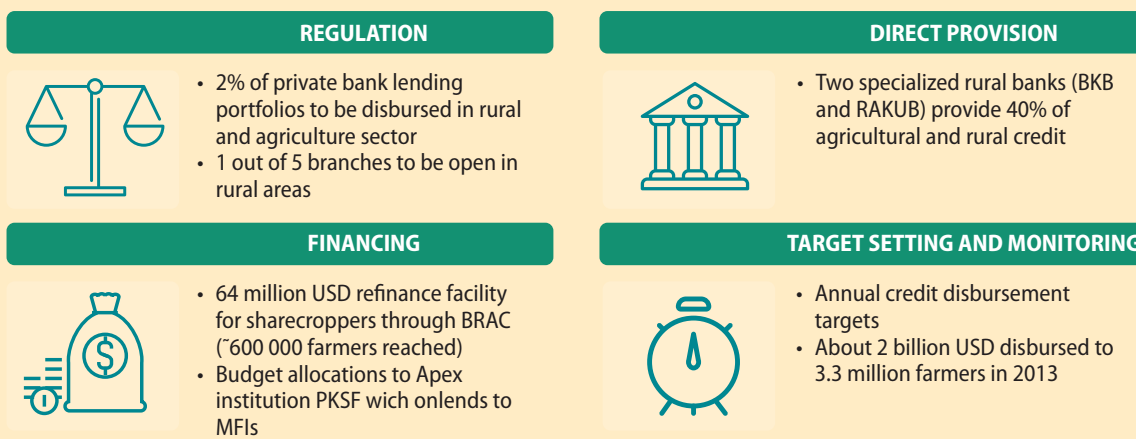 REGULATION
• 2% of private bank lending
portfolios to be disbursed in rural
and agriculture sector
• 1 out of 5 branches to be open in
rural areas
DIRECT PROVISION
• Two specialized rural banks (BKB
and RAKUB) provide 40% of
agricultural and rural credit
FINANCING
$
• 64 million USD refinance facility
for sharecroppers through BRAC
(˜600 000 farmers reached)
• Budget allocations to Apex
institution PKSF wich onlends to
MFIs
TARGET SETTING AND MONITORING
• Annual credit disbursement
targets
• About 2 billion USD disbursed to
3.3 million farmers in 2013